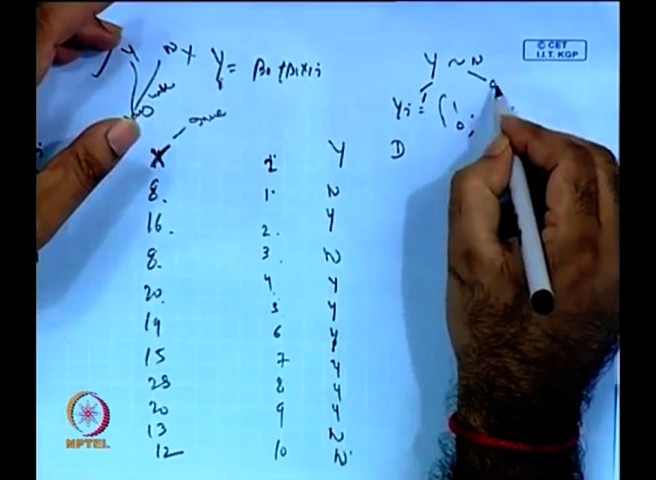 © CET
I.I.T. KGP
Y N X Y = β0 + β1xi
Y ~ N
Yi = { 1
0
X i Y D
8 1 N
16 2 Y
8 3 N
20 4 Y
19 5 Y
15 6 Y
28 7 Y
20 8 Y
13 9 N
12 10 N
NPTEL